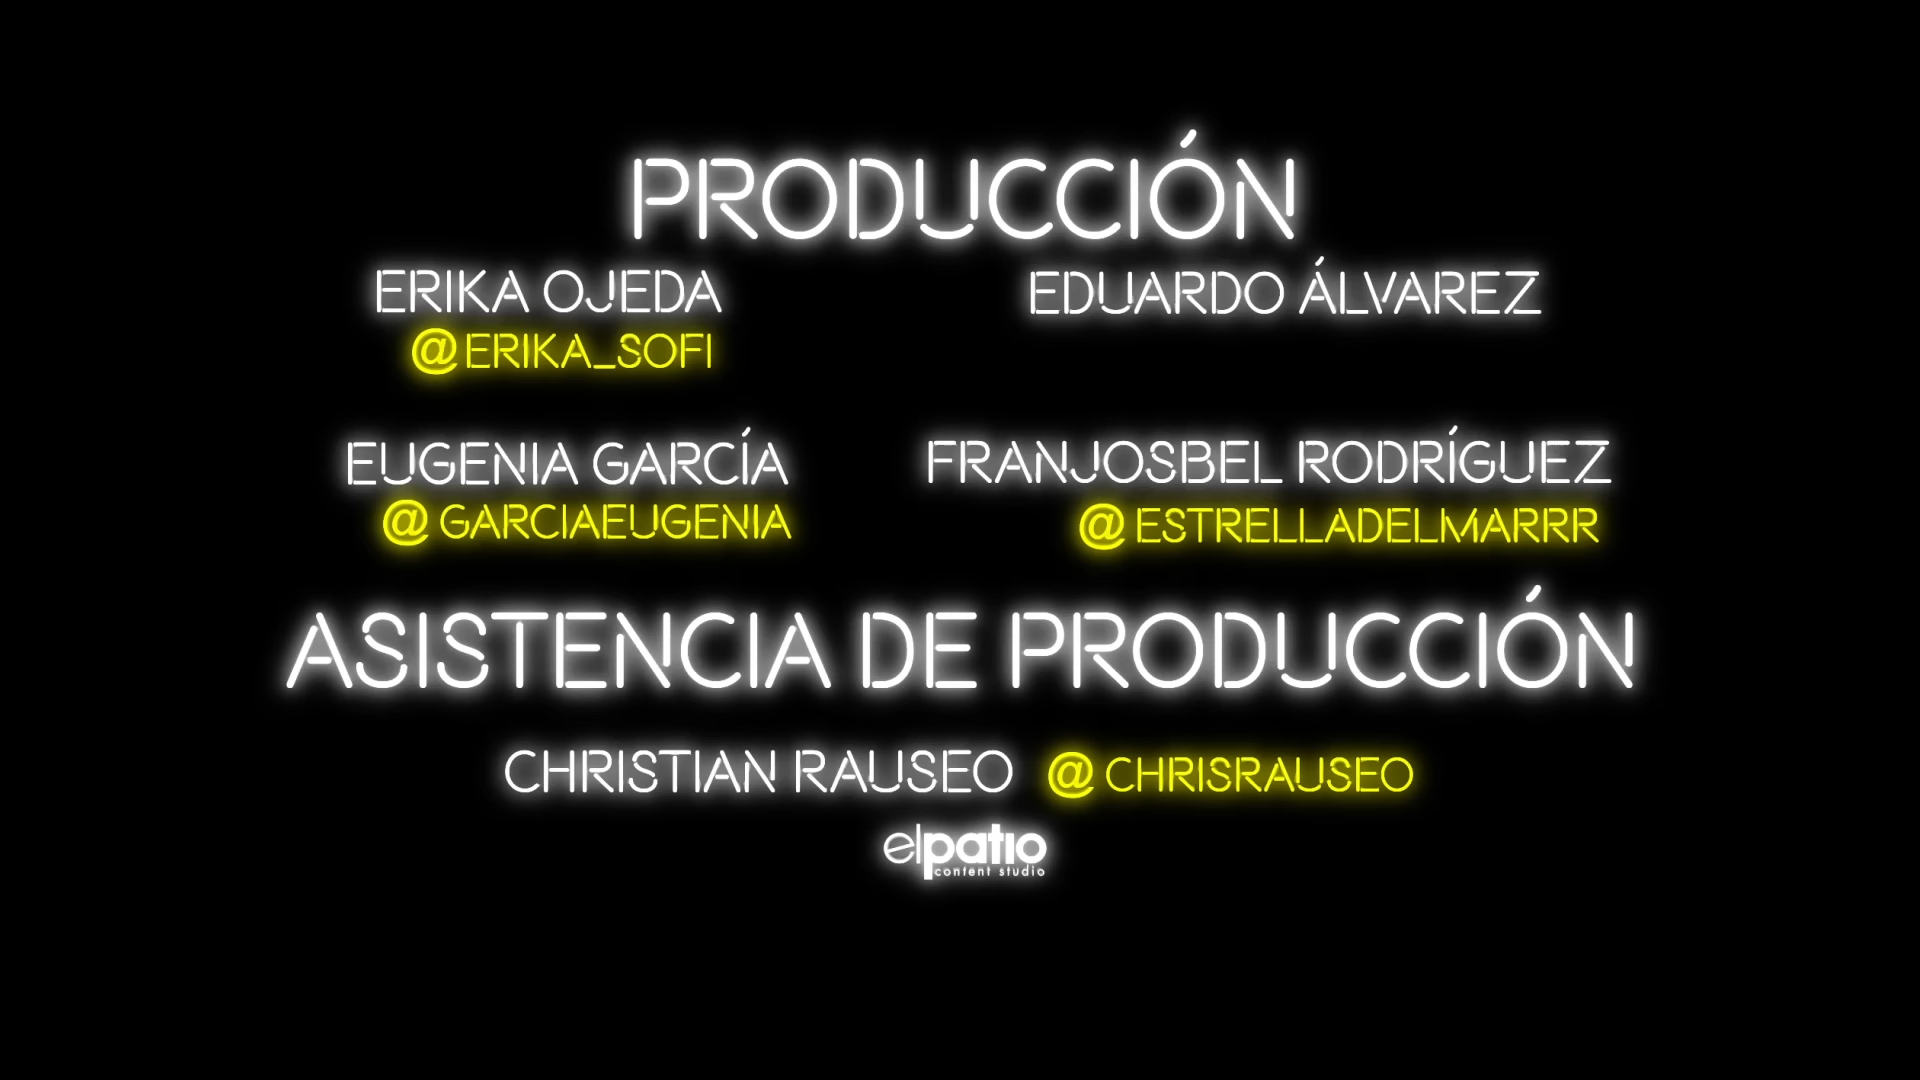 PRODUCCIÓN
ERIKA OJEDA
@ERIKA_SOFI
EDUARDO ÁLVAREZ
EUGENIA GARCÍA
@GARCIAEUGENIA
FRANJOSBEL RODRÍGUEZ
@ESTRELLADELMARRR
ASISTENCIA DE PRODUCCIÓN
CHRISTIAN RAUSEO @CHRISRAUSEO
elpatio
content studio